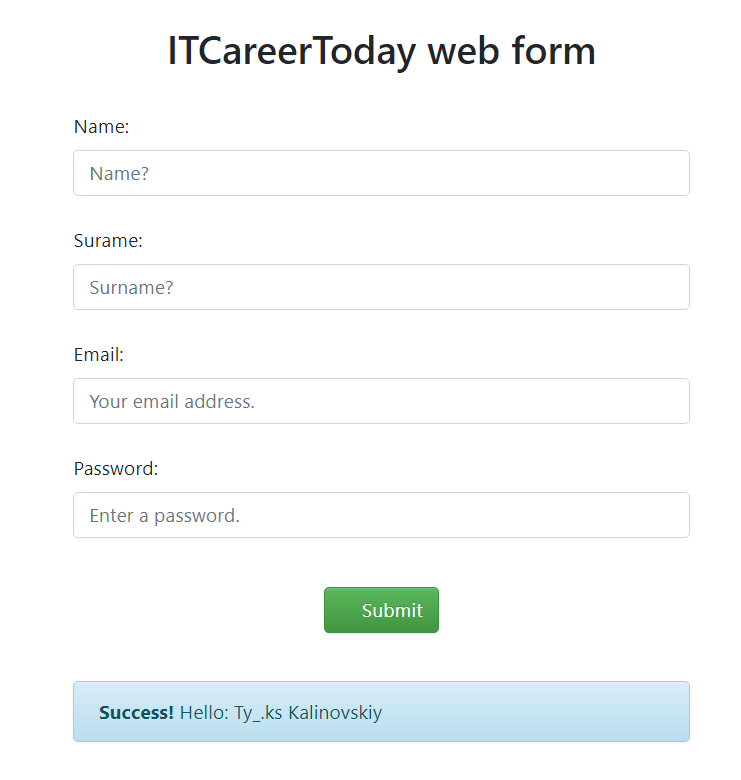 ITCareerToday web form
Name:
Name?
Surame:
Surname?
Email:
Your email address.
Password:
Enter a password.
Submit
Success! Hello: Ty_.ks Kalinovskiy